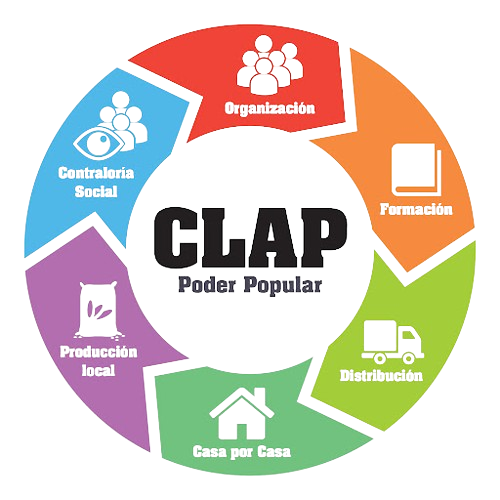 CLAP
Poder Popular
Organización
Formación
Distribución
Casa por Casa
Producción
local
Contraloría
Social